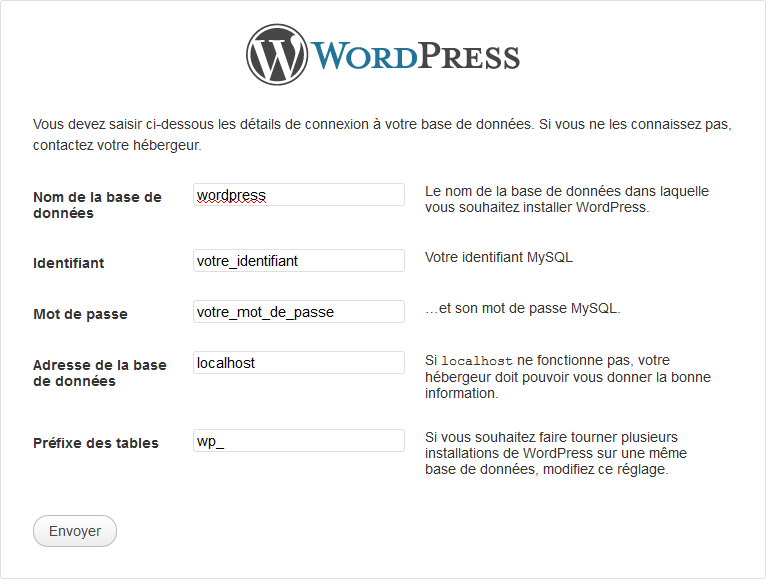 WORDPRESS
Vous devez saisir ci-dessous les détails de connexion à votre base de données. Si vous ne les connaissez pas,
contactez votre hébergeur.
Nom de la base de
données
wordpress
Le nom de la base de données dans laquelle
vous souhaitez installer WordPress.
Identifiant
votre_identifiant
Votre identifiant MySQL
Mot de passe
votre_mot_de_passe
…et son mot de passe MySQL.
Adresse de la base
de données
localhost
Si localhost ne fonctionne pas, votre
hébergeur doit pouvoir vous donner la bonne
information.
Préfixe des tables
wp_
Si vous souhaitez faire tourner plusieurs
installations de WordPress sur une même
base de données, modifiez ce réglage.
Envoyer